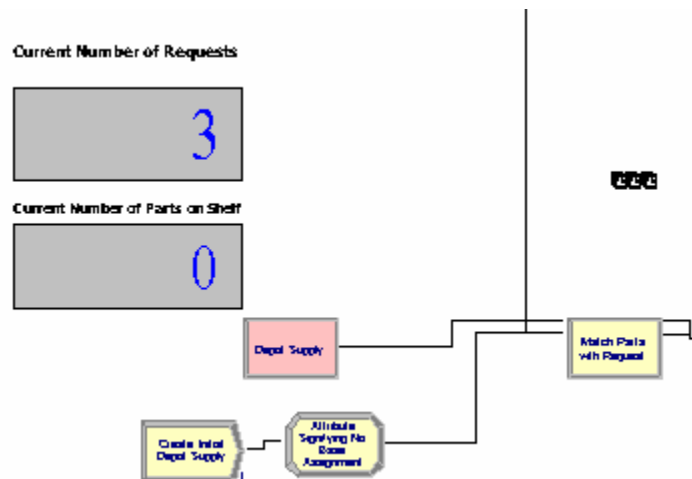 Current Number of Requests
3
Current Number of Parts on Shelf
0
Depot Supply
Match Parts
with Request
Create Initial
Depot Supply
Attribute
Signifying No
Base
Assignment